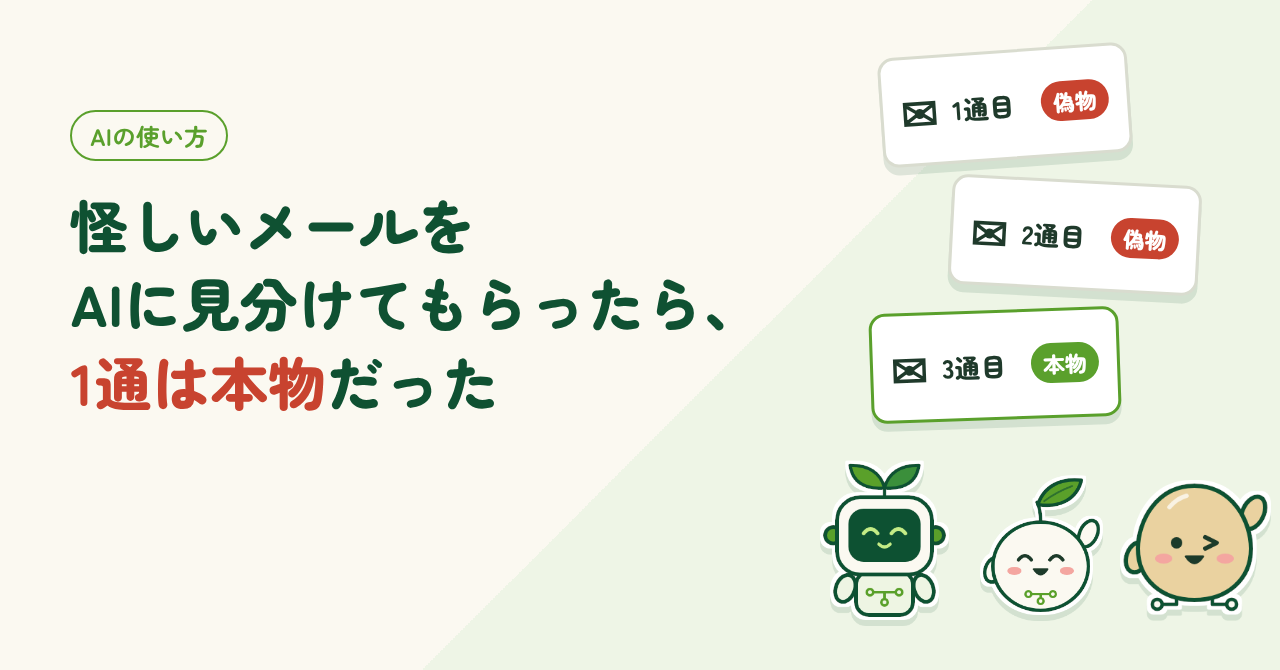 AIの使い方
怪しいメールを
AIに見分けてもらったら、
1通は本物だった
1通目 偽物
2通目 偽物
3通目 本物